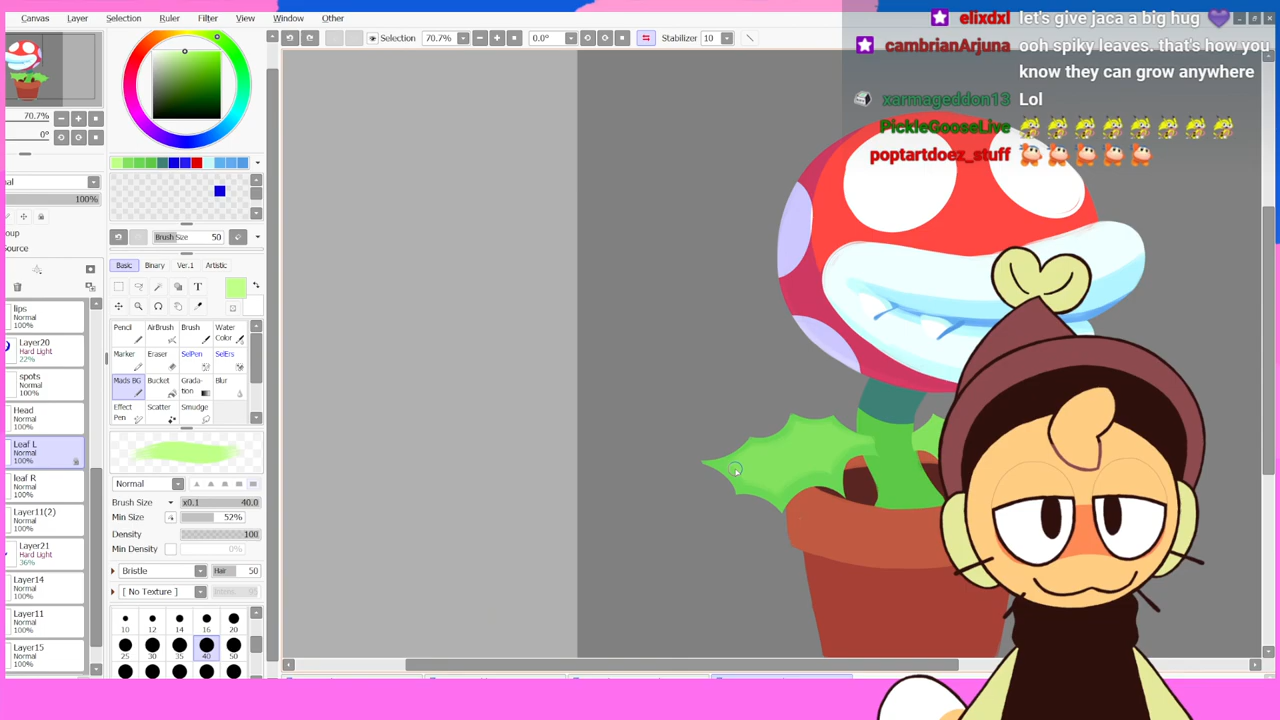 Canvas Layer Selection Ruler Filter View Window Other
Selection 70.7% 0.0° Stabilizer 10
elixdxl let's give jaca a big hug
cambrianArjuna ooh spiky leaves. that's how you
know they can grow anywhere
xarmageddon13 Lol
PickleGooseLive
poptartdoez_stuff
70.7%
0°
100%
Source
Brush Size 50
Basic Binary Ver.1 Artistic
T
Pencil AirBrush Brush Water Color
Marker Eraser SelPen SelErs
Mads BG Bucket Grada-tion Blur
Effect Pen Scatter Smudge
Normal
Brush Size x0.1 40.0
Min Size 52%
Density 100
Min Density 0%
Bristle Hair 50
[ No Texture ]
10 12 14 16 20
25 30 35 40 50
lips
Normal
100%
Layer20
Hard Light
22%
spots
Normal
100%
Head
Normal
100%
Leaf L
Normal
100%
leaf R
Normal
100%
Layer11(2)
Normal
100%
Layer21
Hard Light
36%
Layer14
Normal
100%
Layer11
Normal
100%
Layer15
Normal
100%